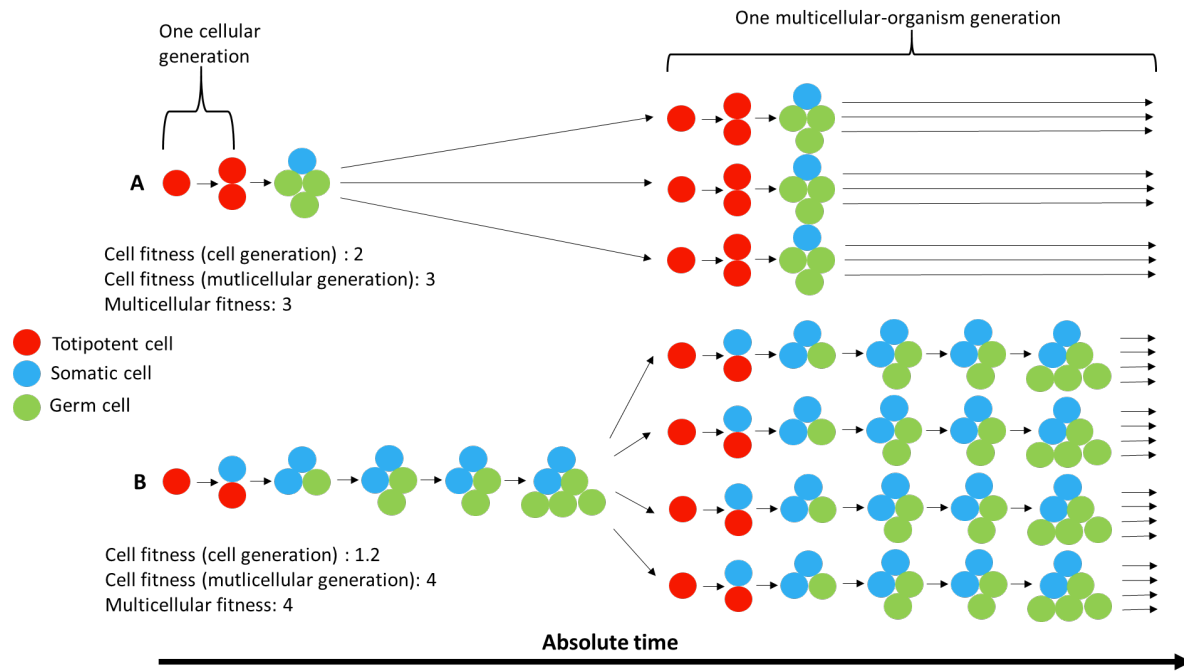 One multicellular-organism generation
One cellular
generation
A
Cell fitness (cell generation) : 2
Cell fitness (mutlicellular generation): 3
Multicellular fitness: 3
Totipotent cell
Somatic cell
Germ cell
B
Cell fitness (cell generation) : 1.2
Cell fitness (mutlicellular generation): 4
Multicellular fitness: 4
Absolute time